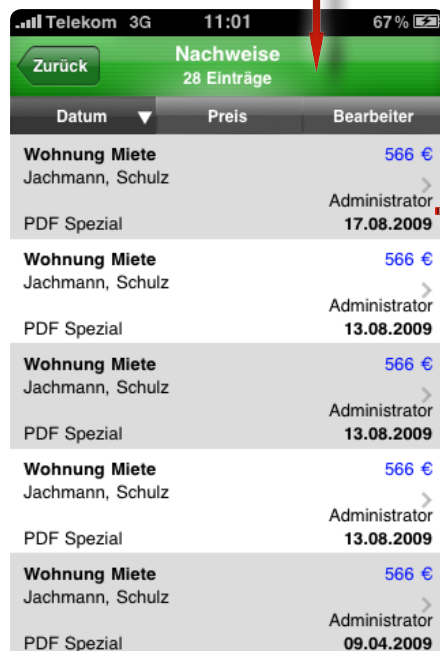 Telekom 3G 11:01 67%
Zurück
Nachweise
28 Einträge
Datum ▼ Preis Bearbeiter
Wohnung Miete 566 €
Jachmann, Schulz
Administrator
PDF Spezial 17.08.2009
Wohnung Miete 566 €
Jachmann, Schulz
Administrator
PDF Spezial 13.08.2009
Wohnung Miete 566 €
Jachmann, Schulz
Administrator
PDF Spezial 13.08.2009
Wohnung Miete 566 €
Jachmann, Schulz
Administrator
PDF Spezial 13.08.2009
Wohnung Miete 566 €
Jachmann, Schulz
Administrator
PDF Spezial 09.04.2009